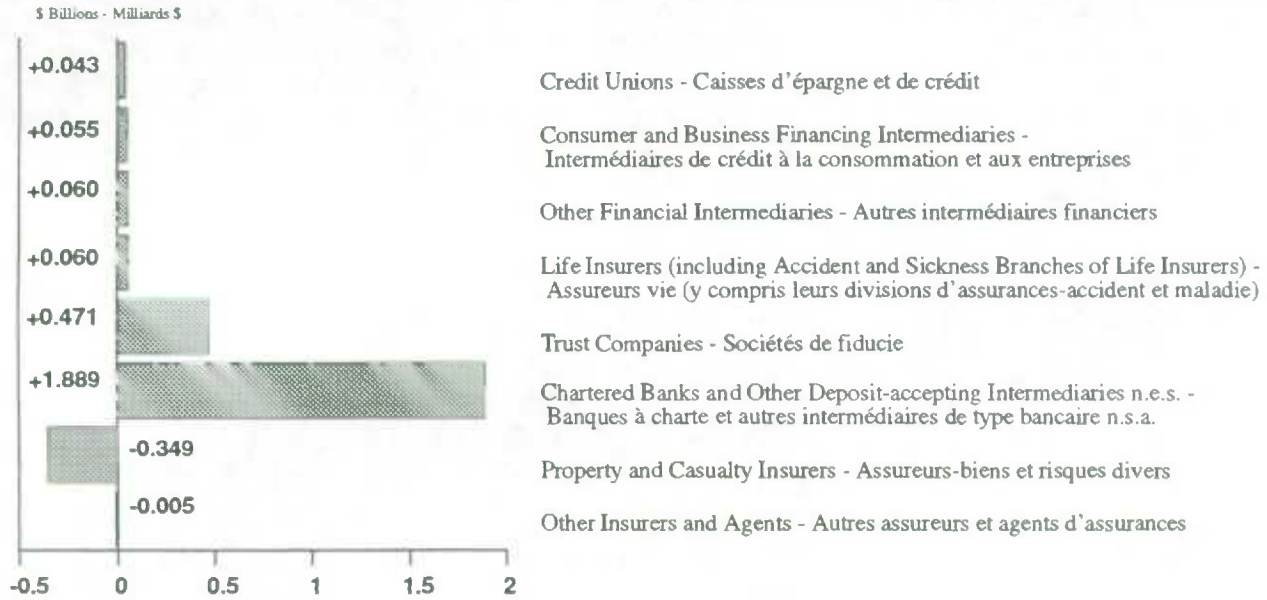 $ Billions - Milliards $
+0.043
Credit Unions - Caisses d'épargne et de crédit
+0.055
Consumer and Business Financing Intermediaries -
Intermédiaires de crédit à la consommation et aux entreprises
+0.060
Other Financial Intermediaries - Autres intermédiaires financiers
+0.060
Life Insurers (including Accident and Sickness Branches of Life Insurers) -
Assureurs vie (y compris leurs divisions d'assurances-accident et maladie)
+0.471
Trust Companies - Sociétés de fiducie
+1.889
Chartered Banks and Other Deposit-accepting Intermediaries n.e.s. -
Banques à charte et autres intermédiaires de type bancaire n.s.a.
-0.349
Property and Casualty Insurers - Assureurs-biens et risques divers
-0.005
Other Insurers and Agents - Autres assureurs et agents d'assurances
-0.5 0 0.5 1 1.5 2